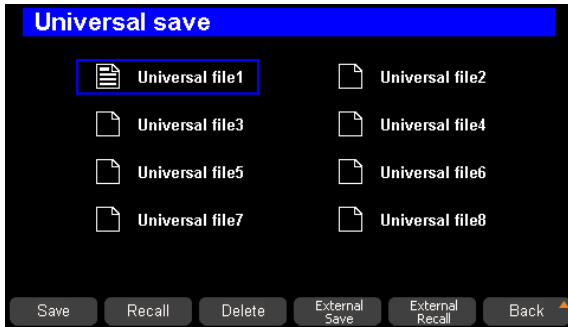 Universal save
Universal file1 Universal file2
Universal file3 Universal file4
Universal file5 Universal file6
Universal file7 Universal file8
Save Recall Delete External Save External Recall Back